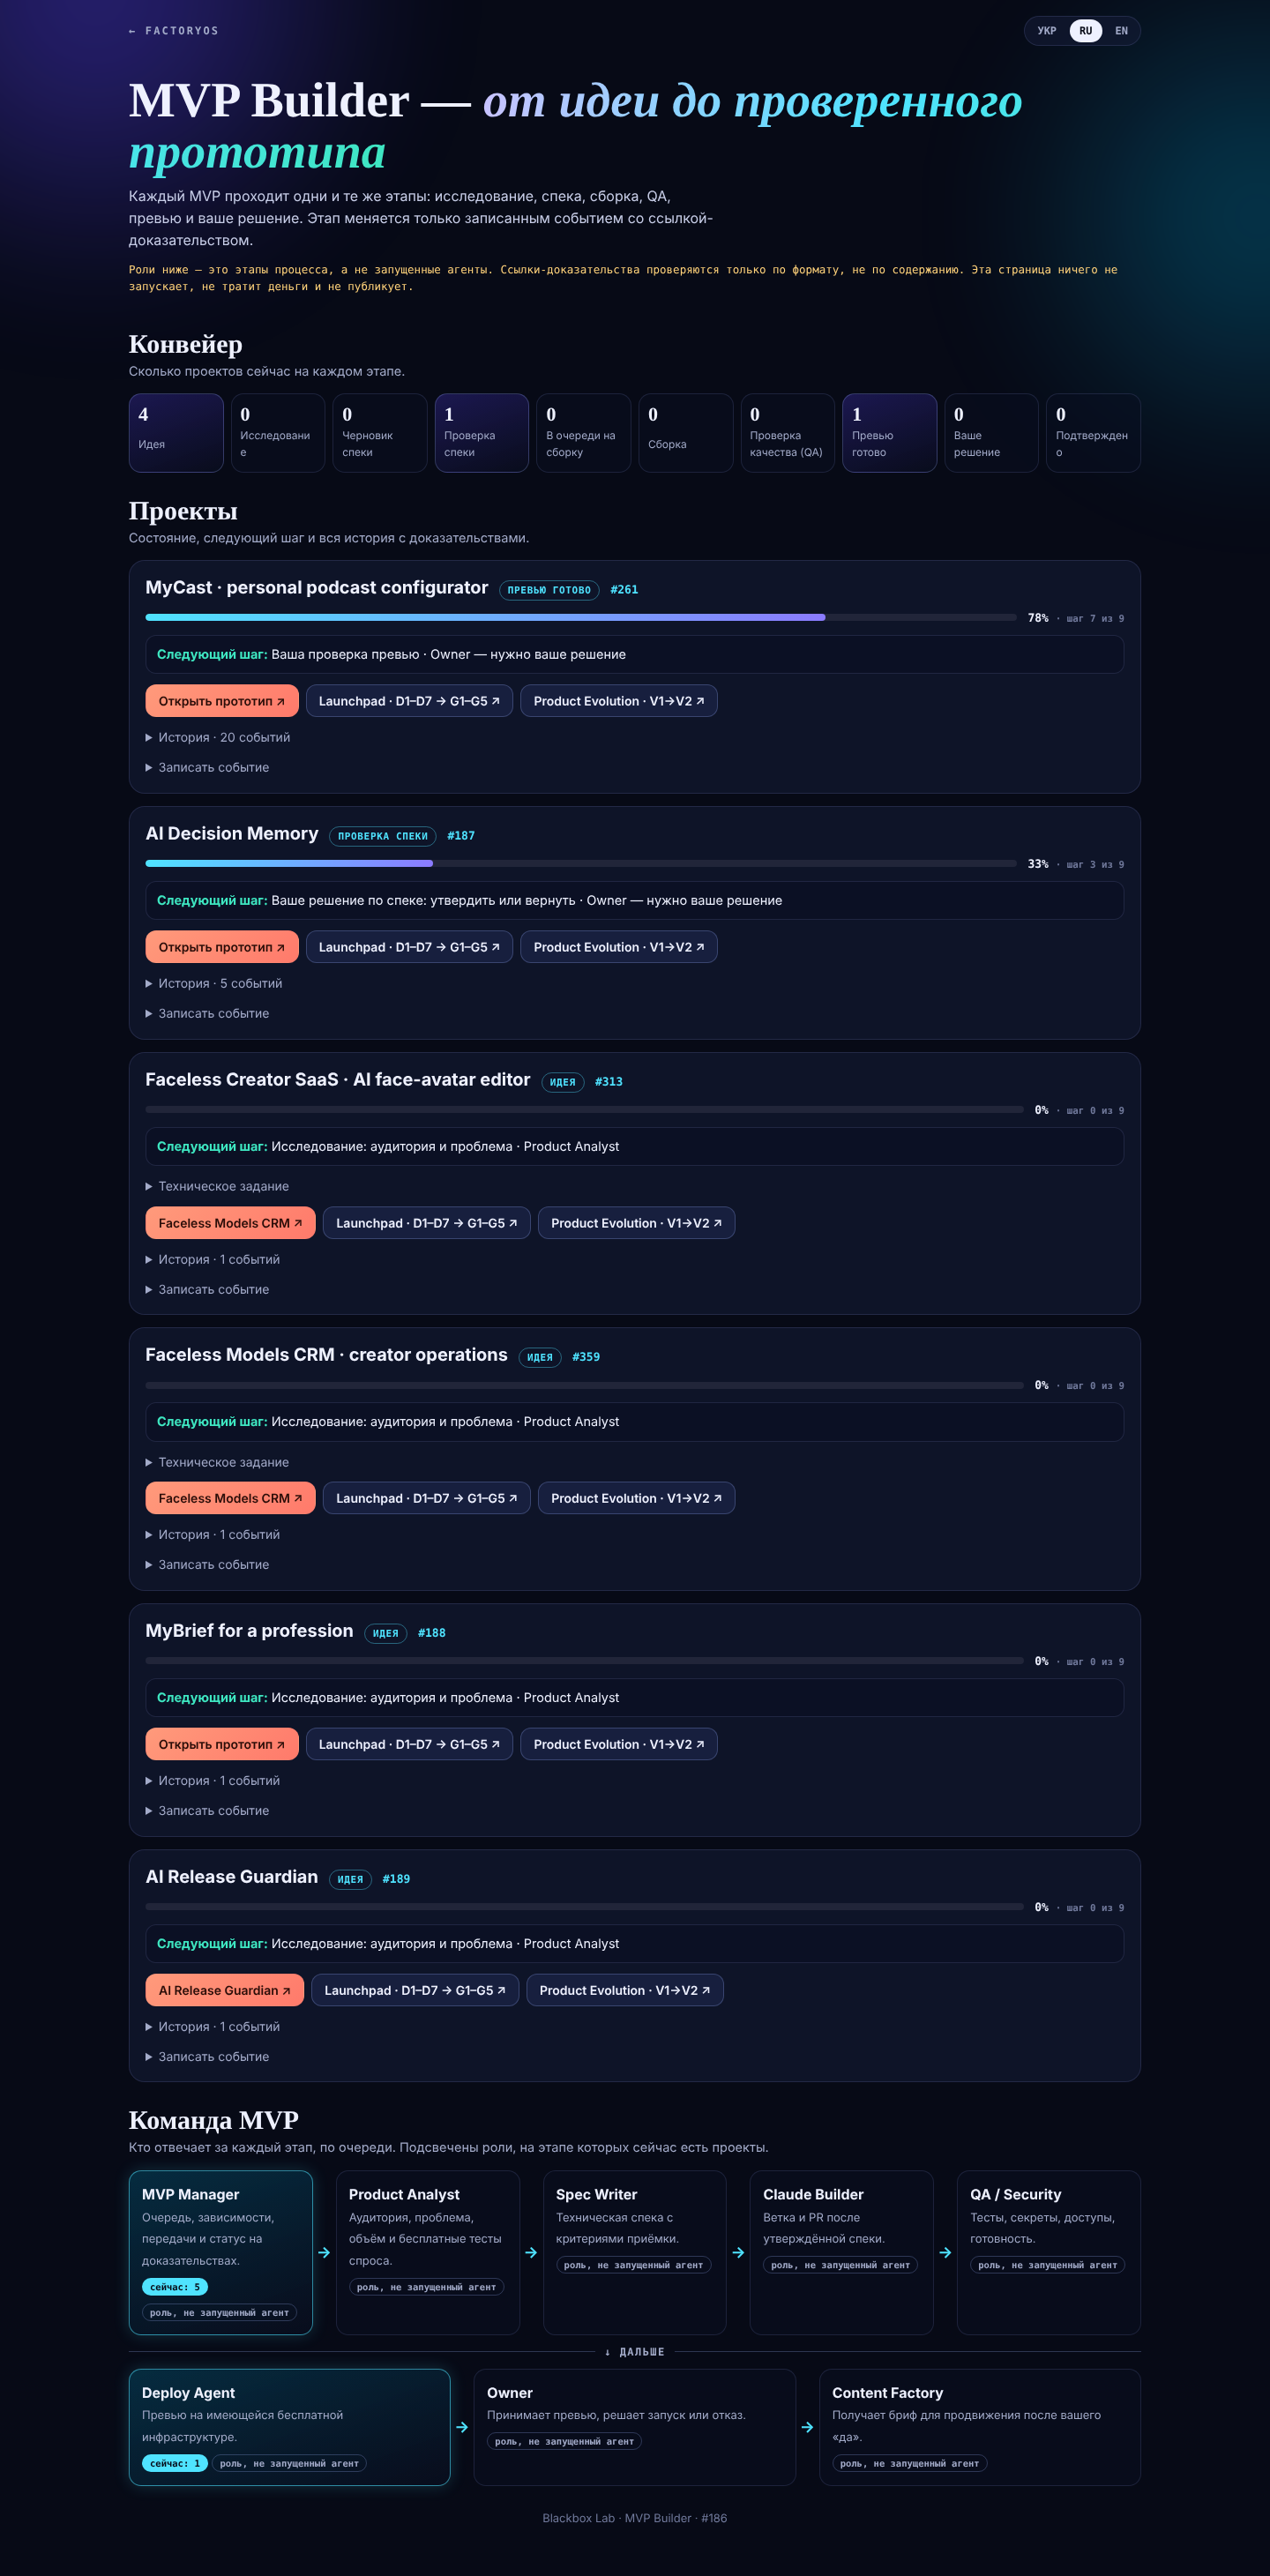 ← FACTORYOS
УКР RU EN
MVP Builder — от идеи до проверенного
прототипа
Каждый MVP проходит одни и те же этапы: исследование, спека, сборка, QA,
превью и ваше решение. Этап меняется только записанным событием со ссылкой-
доказательством.
Роли ниже — это этапы процесса, а не запущенные агенты. Ссылки-доказательства проверяются только по формату, не по содержанию. Эта страница ничего не
запускает, не тратит деньги и не публикует.
Конвейер
Сколько проектов сейчас на каждом этапе.
4 0 0 1 0 0 0 1 0 0
Идея
Исследовани
е
Черновик
спеки
Проверка
спеки
В очереди на
сборку
Сборка
Проверка
качества (QA)
Превью
готово
Ваше
решение
Подтвержден
о
Проекты
Состояние, следующий шаг и вся история с доказательствами.
MyCast · personal podcast configurator ПРЕВЬЮ ГОТОВО #261
78% · шаг 7 из 9
Следующий шаг: Ваша проверка превью · Owner — нужно ваше решение
Открыть прототип ↗ Launchpad · D1–D7 → G1–G5 ↗ Product Evolution · V1→V2 ↗
▶ История · 20 событий
▶ Записать событие
AI Decision Memory ПРОВЕРКА СПЕКИ #187
33% · шаг 3 из 9
Следующий шаг: Ваше решение по спеке: утвердить или вернуть · Owner — нужно ваше решение
Открыть прототип ↗ Launchpad · D1–D7 → G1–G5 ↗ Product Evolution · V1→V2 ↗
▶ История · 5 событий
▶ Записать событие
Faceless Creator SaaS · AI face-avatar editor ИДЕЯ #313
0% · шаг 0 из 9
Следующий шаг: Исследование: аудитория и проблема · Product Analyst
▶ Техническое задание
Faceless Models CRM ↗ Launchpad · D1–D7 → G1–G5 ↗ Product Evolution · V1→V2 ↗
▶ История · 1 событий
▶ Записать событие
Faceless Models CRM · creator operations ИДЕЯ #359
0% · шаг 0 из 9
Следующий шаг: Исследование: аудитория и проблема · Product Analyst
▶ Техническое задание
Faceless Models CRM ↗ Launchpad · D1–D7 → G1–G5 ↗ Product Evolution · V1→V2 ↗
▶ История · 1 событий
▶ Записать событие
MyBrief for a profession ИДЕЯ #188
0% · шаг 0 из 9
Следующий шаг: Исследование: аудитория и проблема · Product Analyst
Открыть прототип ↗ Launchpad · D1–D7 → G1–G5 ↗ Product Evolution · V1→V2 ↗
▶ История · 1 событий
▶ Записать событие
AI Release Guardian ИДЕЯ #189
0% · шаг 0 из 9
Следующий шаг: Исследование: аудитория и проблема · Product Analyst
AI Release Guardian ↗ Launchpad · D1–D7 → G1–G5 ↗ Product Evolution · V1→V2 ↗
▶ История · 1 событий
▶ Записать событие
Команда MVP
Кто отвечает за каждый этап, по очереди. Подсвечены роли, на этапе которых сейчас есть проекты.
MVP Manager
Очередь, зависимости,
передачи и статус на
доказательствах.
сейчас: 5
роль, не запущенный агент
→
Product Analyst
Аудитория, проблема,
объём и бесплатные тесты
спроса.
роль, не запущенный агент
→
Spec Writer
Техническая спека с
критериями приёмки.
роль, не запущенный агент
→
Claude Builder
Ветка и PR после
утверждённой спеки.
роль, не запущенный агент
→
QA / Security
Тесты, секреты, доступы,
готовность.
роль, не запущенный агент
↓ ДАЛЬШЕ
Deploy Agent
Превью на имеющейся бесплатной
инфраструктуре.
сейчас: 1 роль, не запущенный агент
→
Owner
Принимает превью, решает запуск или отказ.
роль, не запущенный агент
→
Content Factory
Получает бриф для продвижения после вашего
«да».
роль, не запущенный агент
Blackbox Lab · MVP Builder · #186